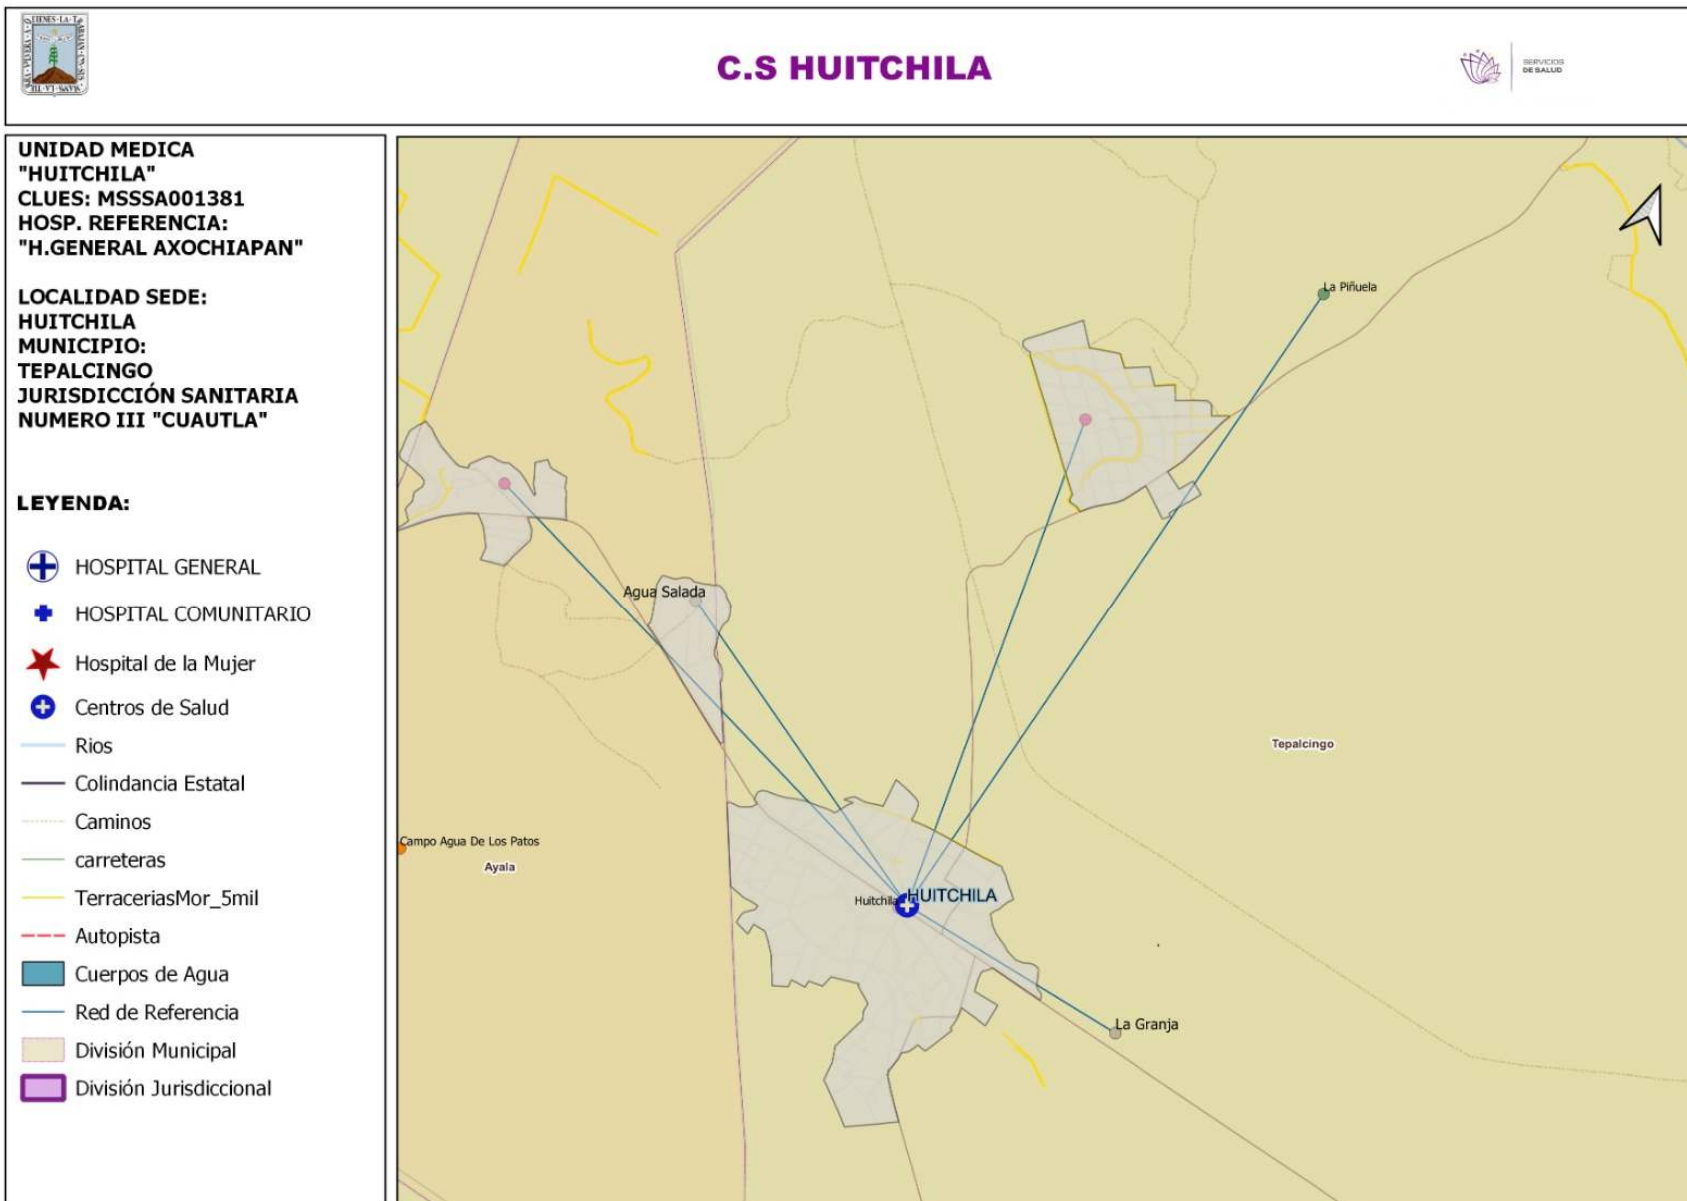 C.S HUITCHILA
SERVICIOS
DE SALUD
UNIDAD MEDICA
"HUITCHILA"
CLUES: MSSSA001381
HOSP. REFERENCIA:
"H.GENERAL AXOCHIAPAN"
LOCALIDAD SEDE:
HUITCHILA
MUNICIPIO:
TEPALCINGO
JURISDICCIÓN SANITARIA
NUMERO III "CUAUTLA"
LEYENDA:
HOSPITAL GENERAL
HOSPITAL COMUNITARIO
Hospital de la Mujer
Centros de Salud
Rios
Colindancia Estatal
Caminos
carreteras
TerraceriasMor_5mil
Autopista
Cuerpos de Agua
Red de Referencia
División Municipal
División Jurisdiccional
La Piñuela
Agua Salada
Tepalcingo
Campo Agua De Los Patos
Ayala
Huitchila
HUITCHILA
La Granja